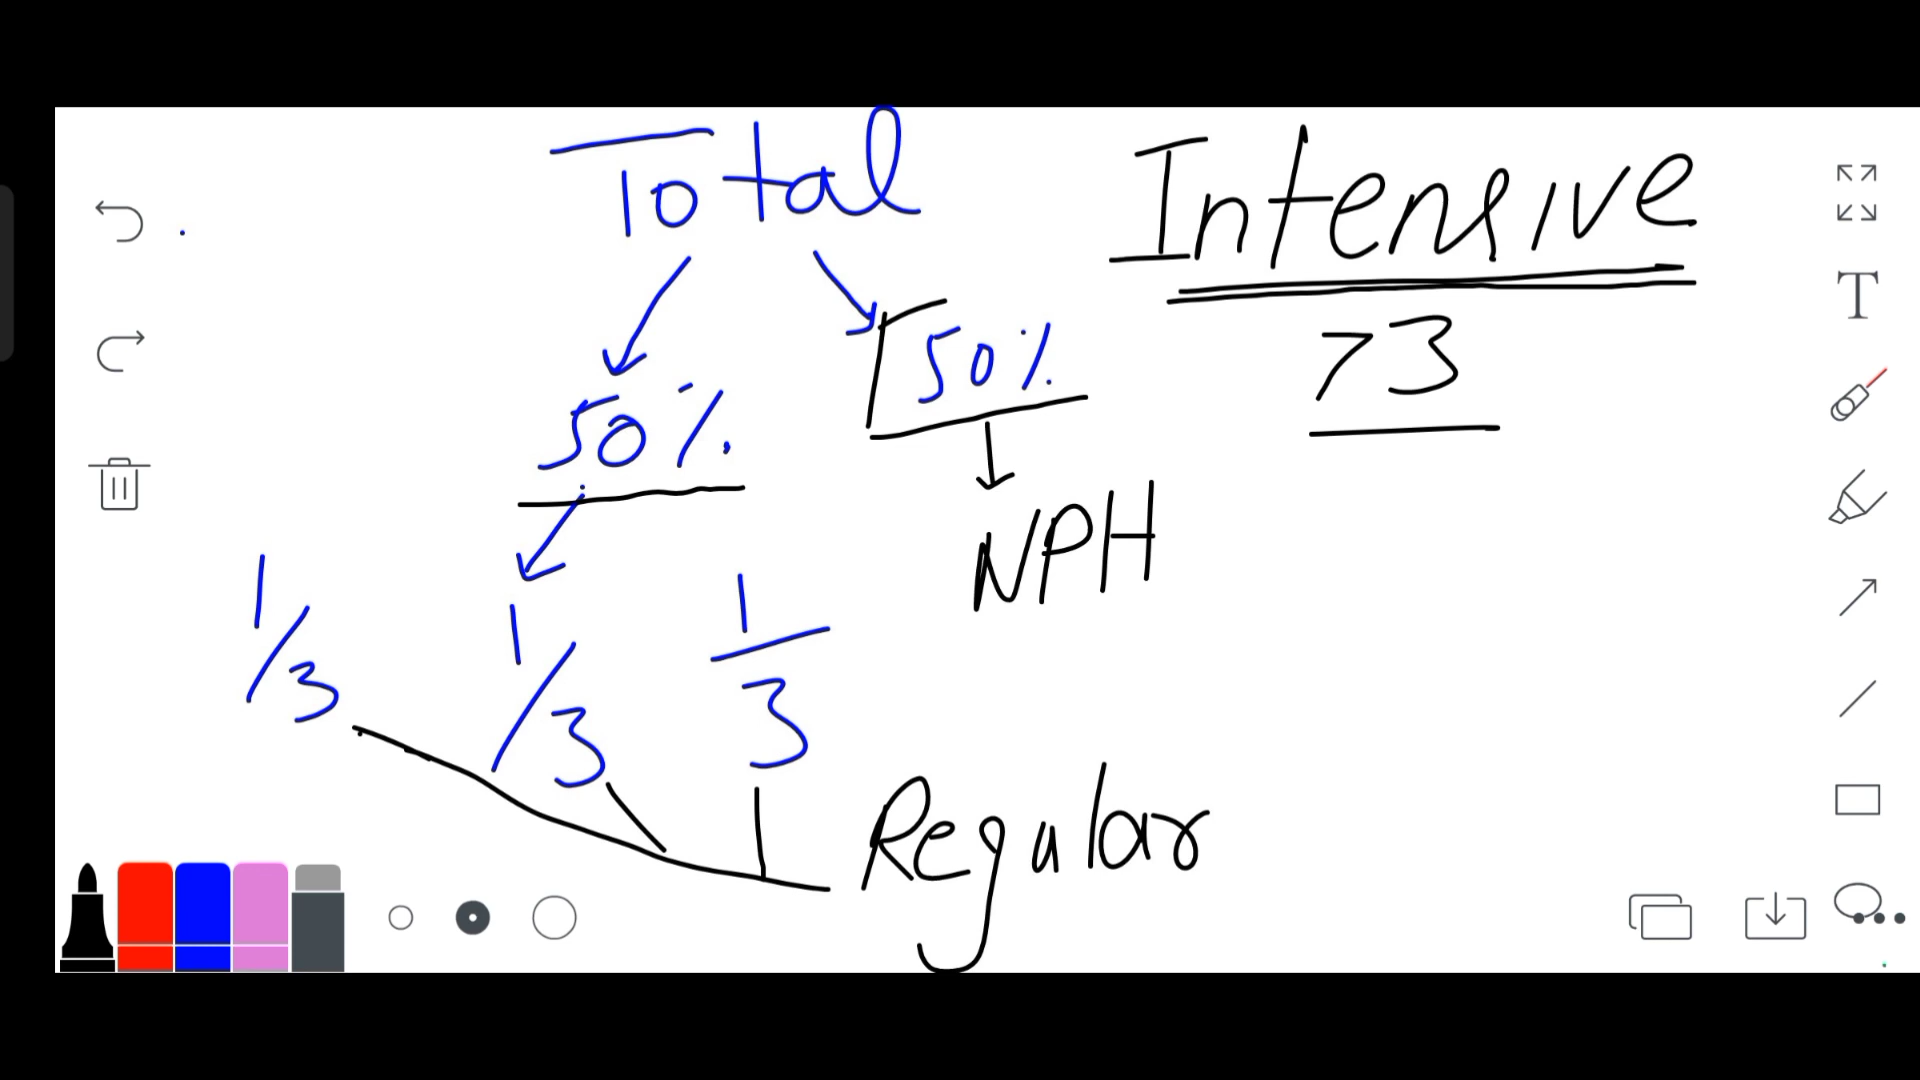 Total
Intensive
73
50%
50%
NPH
1/3
1/3
1/3
Regular
T